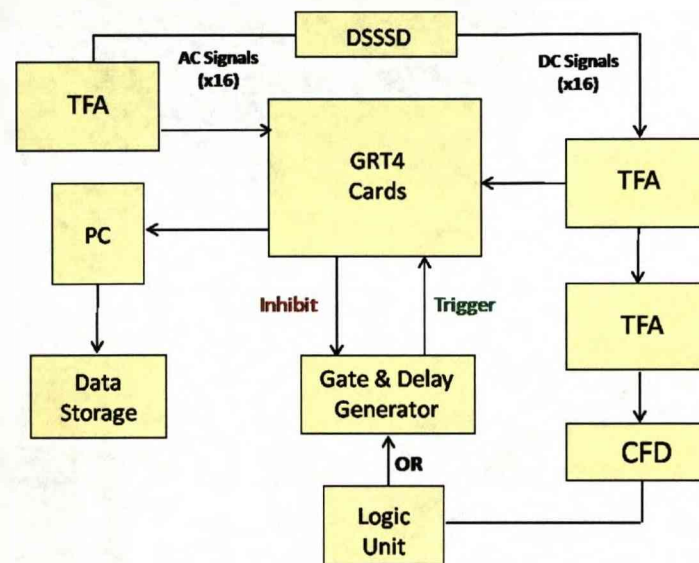 DSSSD
AC Signals
(x16)
DC Signals
(x16)
TFA
GRT4
Cards
TFA
PC
Inhibit
Trigger
TFA
Data
Storage
Gate & Delay
Generator
OR
CFD
Logic
Unit